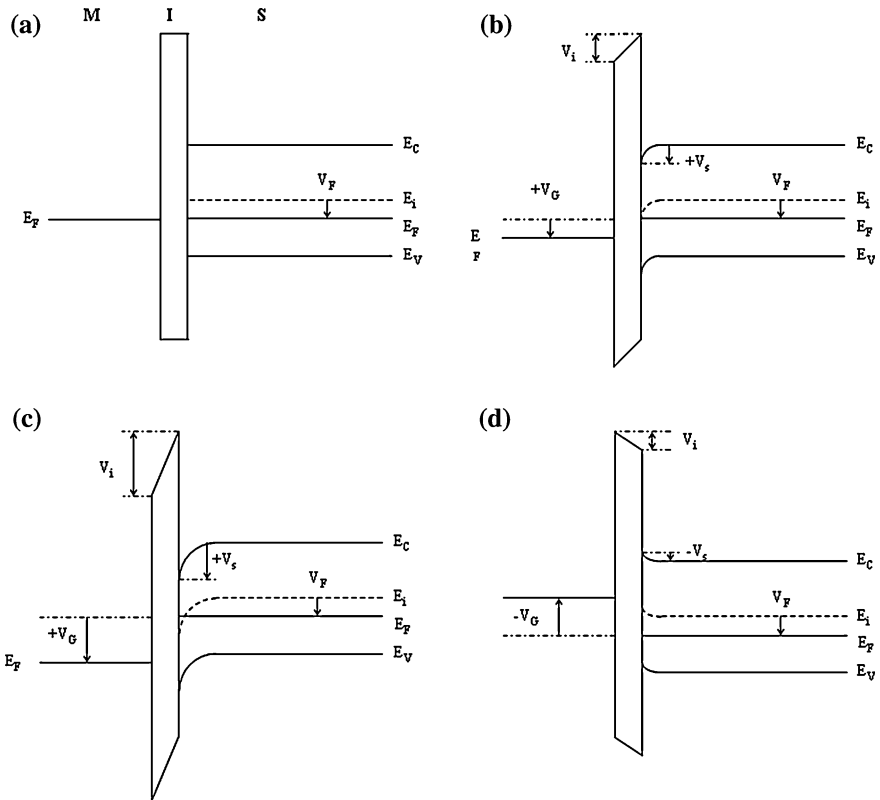 (a) M I S
E_C
V_F
E_i
E_F
E_F
E_V
(b)
V_i
E_C
+V_s
+V_G
V_F
E_i
E_F
E
F
E_V
(c)
V_i
E_C
+V_s
V_F
E_i
+V_G
E_F
E_F
E_V
(d)
V_i
-V_s
E_C
-V_G
V_F
E_i
E_F
E_V